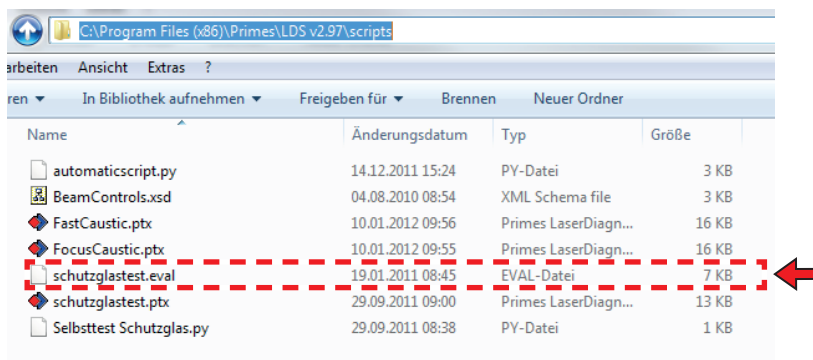 C:\Program Files (x86)\Primes\LDS v2.97\scripts
arbeiten Ansicht Extras ?
ren In Bibliothek aufnehmen Freigeben für Brennen Neuer Ordner
Name Änderungsdatum Typ Größe
automaticscript.py 14.12.2011 15:24 PY-Datei 3 KB
BeamControls.xsd 04.08.2010 08:54 XML Schema file 3 KB
FastCaustic.ptx 10.01.2012 09:56 Primes LaserDiagn... 16 KB
FocusCaustic.ptx 10.01.2012 09:55 Primes LaserDiagn... 16 KB
schutzglastest.eval 19.01.2011 08:45 EVAL-Datei 7 KB
schutzglastest.ptx 29.09.2011 09:00 Primes LaserDiagn... 13 KB
Selbsttest Schutzglas.py 29.09.2011 08:38 PY-Datei 1 KB